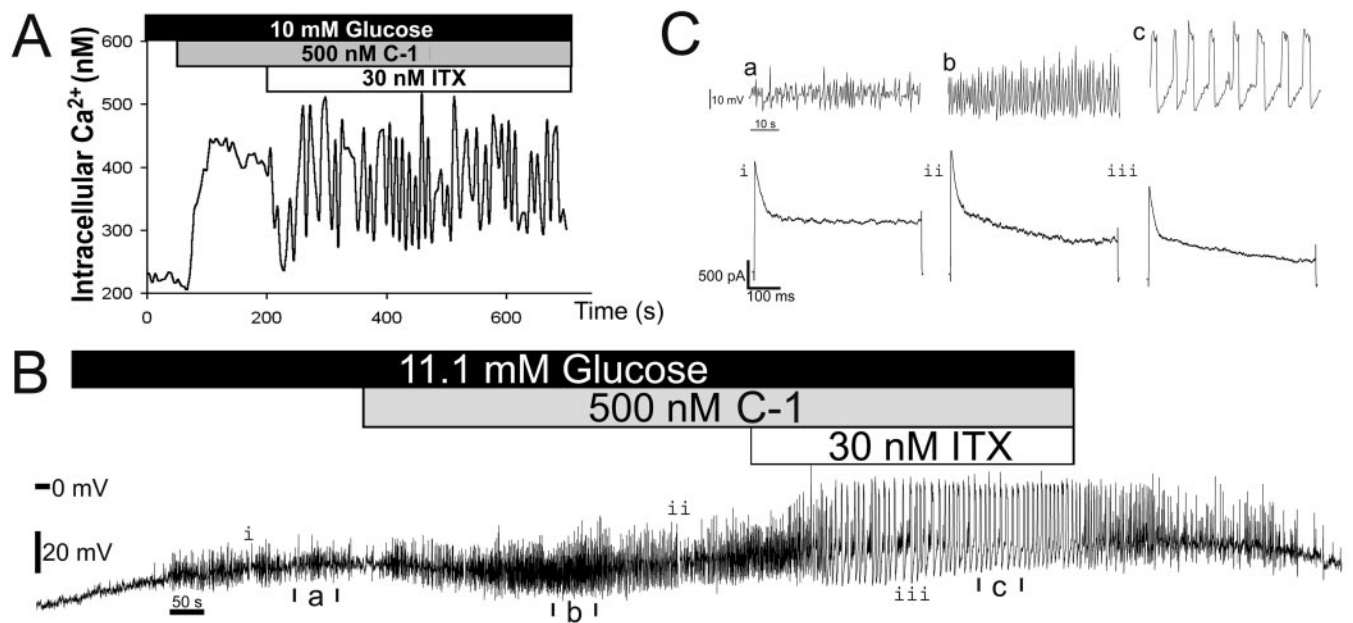 A
Intracellular Ca²⁺ (nM)
600
500
400
300
200
10 mM Glucose
500 nM C-1
30 nM ITX
0
200
400
600
Time (s)
C
a
b
c
10 mV
10 s
i
ii
iii
500 pA
100 ms
B
11.1 mM Glucose
500 nM C-1
30 nM ITX
0 mV
20 mV
i
ii
iii
50 s
a
b
c